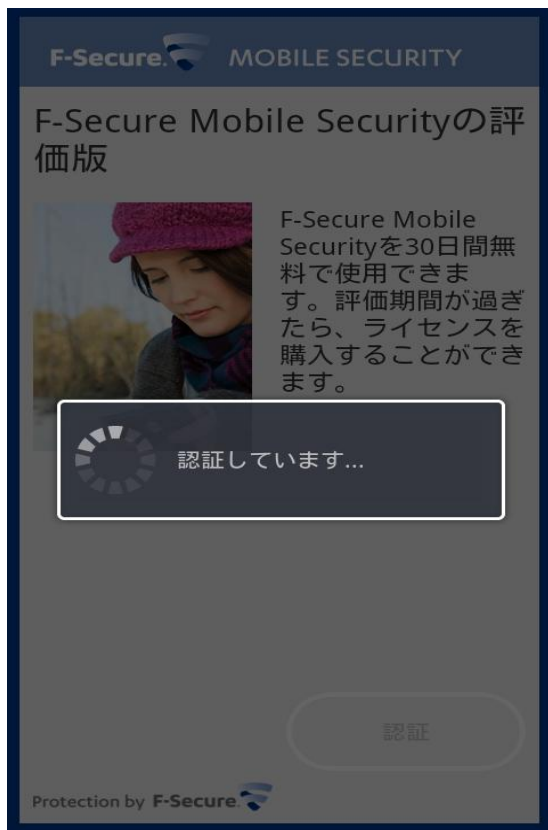 F-Secure. MOBILE SECURITY
F-Secure Mobile Securityの評
価版
F-Secure Mobile
Securityを30日間無
料で使用できま
す。評価期間が過ぎ
たら、ライセンスを
購入することができ
ます。
認証しています...
認証
Protection by F-Secure.